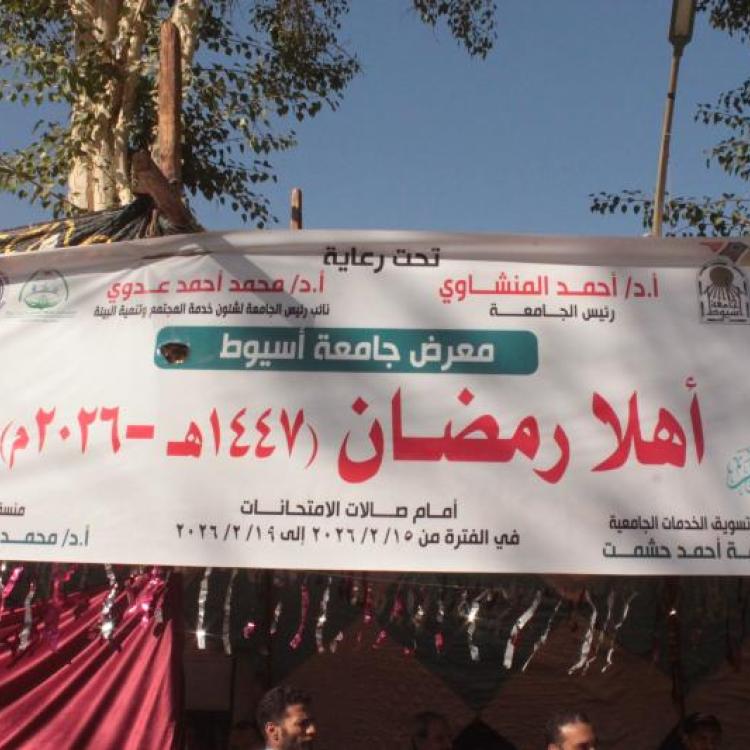 تحت رعاية
أ.د/ أحمد المنشاوي
رئيس الجامعة
أ.د/ محمد أحمد عدوي
نائب رئيس الجامعة لشئون خدمة المجتمع وتنمية البيئة
معرض جامعة أسيوط
أهلا رمضان (١٤٤٧هـ - ٢٠٢٦م)
أمام صالات الامتحانات
في الفترة من ٢٠٢٦/٢/١٥ إلى ٢٠٢٦/٢/١٩
تسويق الخدمات الجامعية
أحمد حشمت
أ.د/ محمد